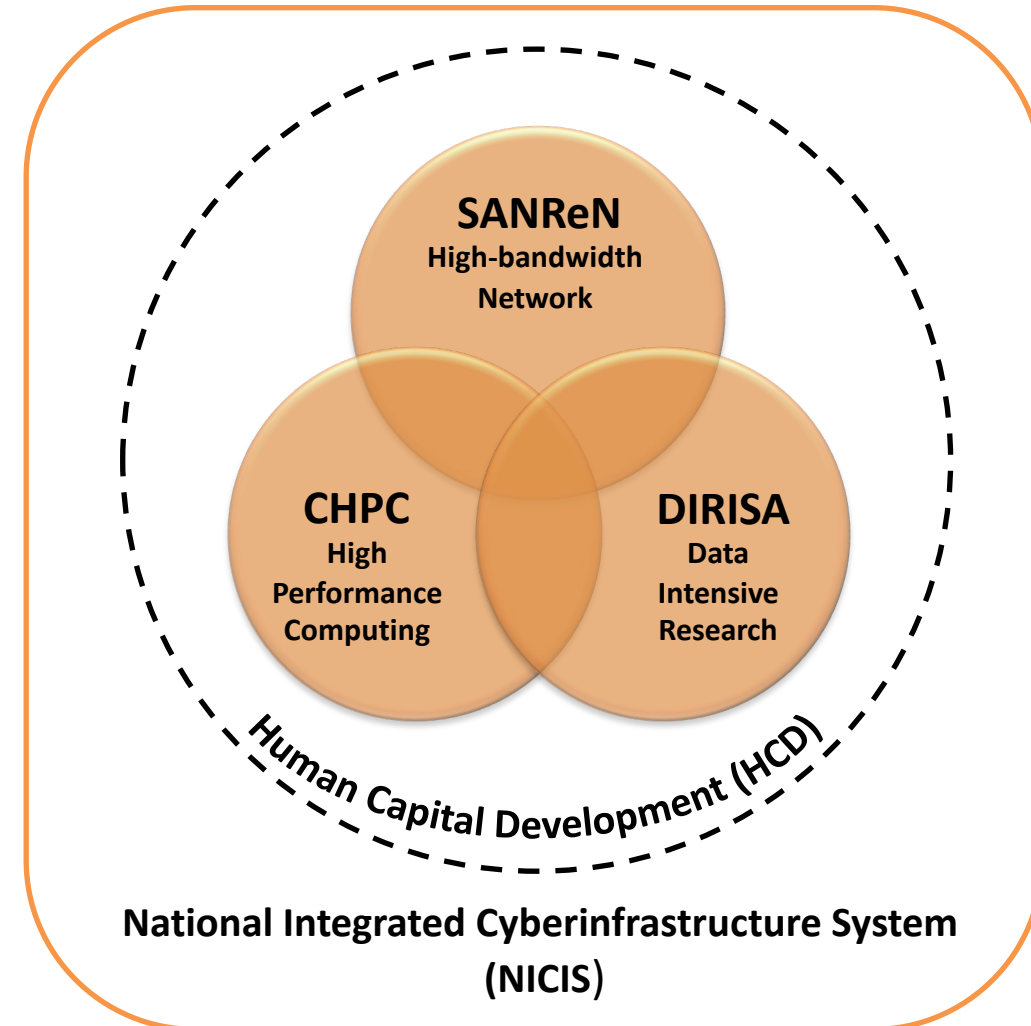 SANReN
High-bandwidth
Network
CHPC
High
Performance
Computing
DIRISA
Data
Intensive
Research
Human Capital Development (HCD)
National Integrated Cyberinfrastructure System
(NICIS)